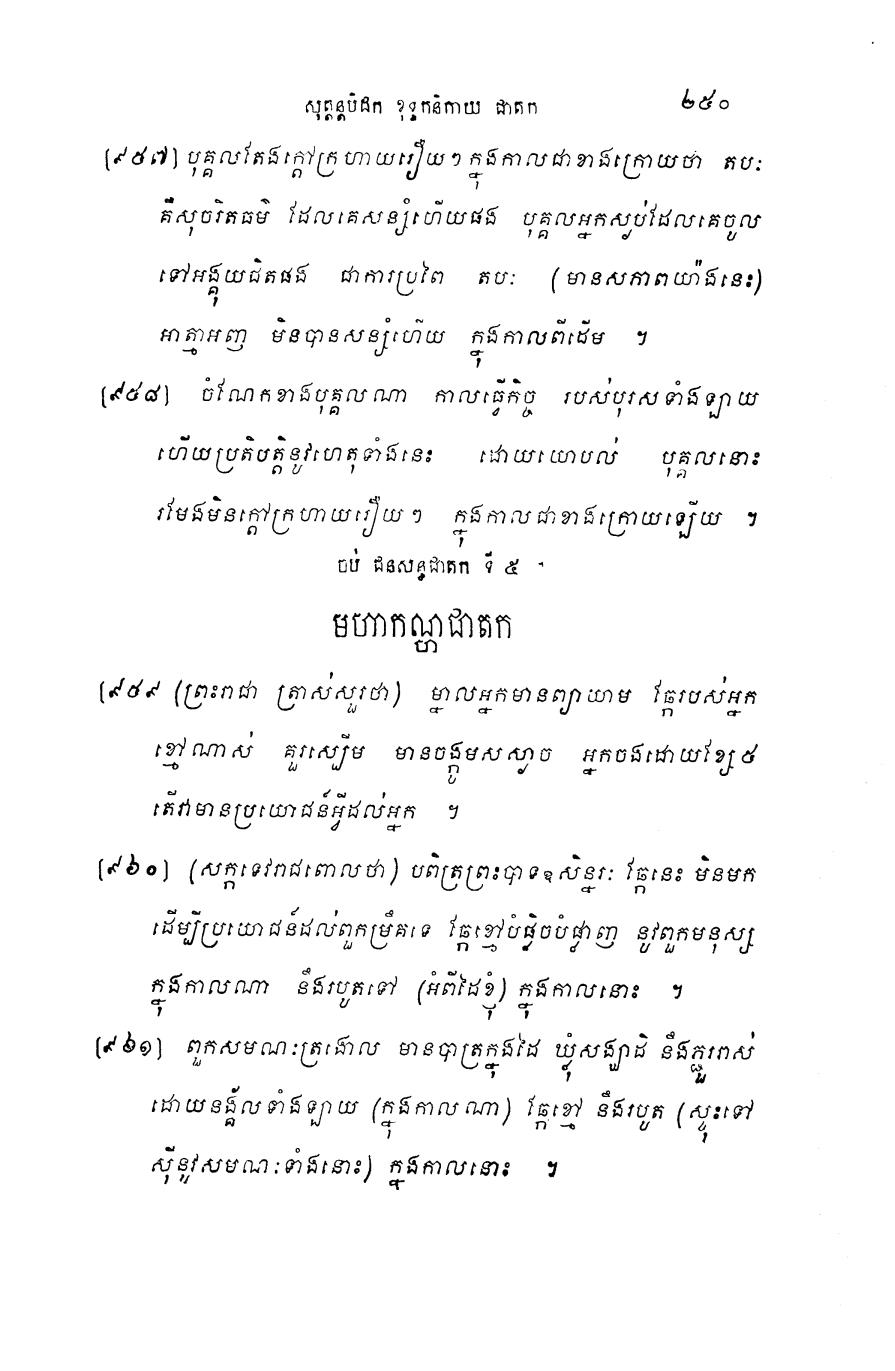 សុត្តន្តបិដក ខុទ្ទកនិកាយ ជាតក ២៥០
[៩៥៧] បុគ្គលតែងក្តៅក្រហាយរឿយៗ ក្នុងកាលជាខាងក្រោយថា តបៈ
គឺសុចរិតធម៌ ដែលគេសន្សំហើយផង បុគ្គលអ្នកស្ងប់ដែលគេចូល
ទៅអង្គុយជិតផង ជាការប្រពៃ តបៈ (មានសភាពយ៉ាងនេះ)
អាត្មាអញ មិនបានសន្សំហើយ ក្នុងកាលពីដើម ។
[៩៥៨] ចំណែកខាងបុគ្គលណា កាលធ្វើកិច្ច របស់បុរសទាំងឡាយ
ហើយប្រតិបត្តិនូវហេតុទាំងនេះ ដោយយោបល់ បុគ្គលនោះ
រមែងមិនក្តៅក្រហាយរឿយៗ ក្នុងកាលជាខាងក្រោយឡើយ ។
ចប់ ជនសន្ធជាតក ទី ៥ ។
មហាកណ្ហជាតក
[៩៥៩ (ព្រះរាជា ត្រាស់សួរថា) ម្នាលអ្នកមានព្យាយាម ឆ្កែរបស់អ្នក
ខ្មៅណាស់ គួរស្បើម មានចង្កូមសស្លាច អ្នកចងដោយខ្សែ៥
តើវាមានប្រយោជន៍អ្វីដល់អ្នក ។
[៩៦០] (សក្កទេវរាជពោលថា) បពិត្រព្រះបាទឧសិន្នរៈ ឆ្កែនេះ មិនមក
ដើម្បីប្រយោជន៍ដល់ពួកម្រឹគទេ ឆ្កែខ្មៅបំផ្លិចបំផ្លាញ នូវពួកមនុស្ស
ក្នុងកាលណា នឹងរបូតទៅ (អំពីដៃខ្ញុំ) ក្នុងកាលនោះ ។
[៩៦១] ពួកសមណៈត្រងោល មានបាត្រក្នុងដៃ ឃ្លុំសង្ឃាដិ នឹងភ្ជួររាស់
ដោយនង្គ័លទាំងឡាយ (ក្នុងកាលណា) ឆ្កែខ្មៅ នឹងរបូត (ស្ទុះទៅ
ស៊ីនូវសមណៈទាំងនោះ) ក្នុងកាលនោះ ។